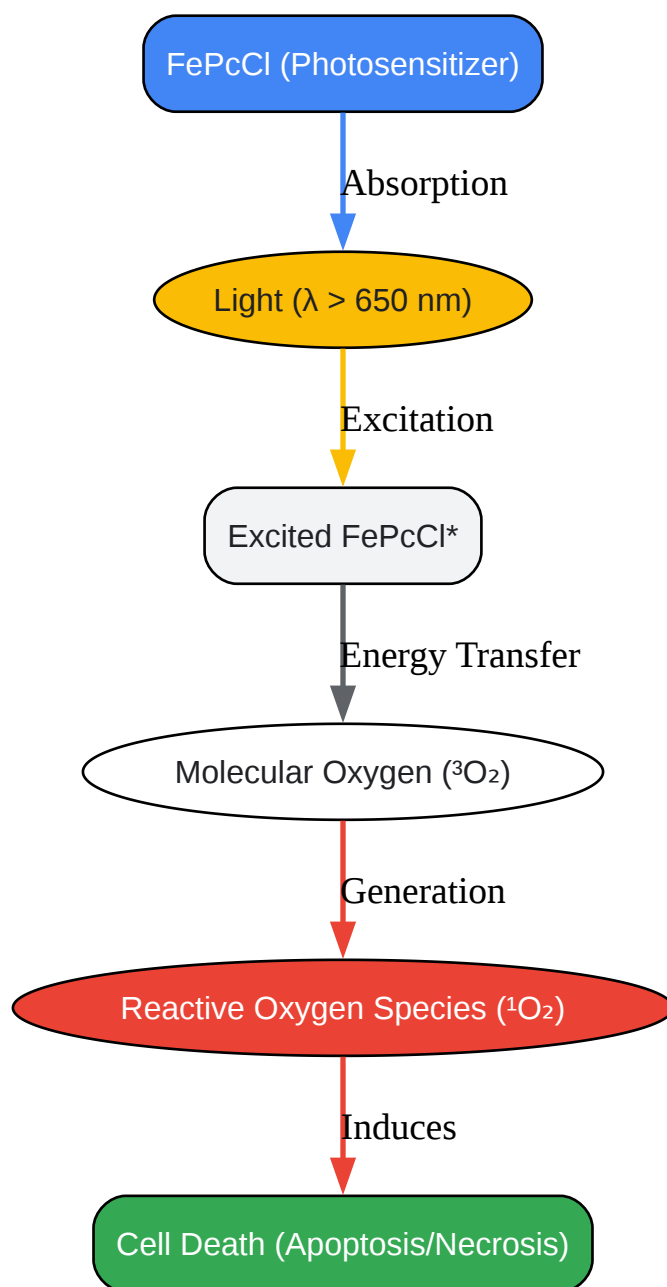 FePcCl (Photosensitizer)
Absorption
Light (λ > 650 nm)
Excitation
Excited FePcCl*
Energy Transfer
Molecular Oxygen (³O₂)
Generation
Reactive Oxygen Species (¹O₂)
Induces
Cell Death (Apoptosis/Necrosis)